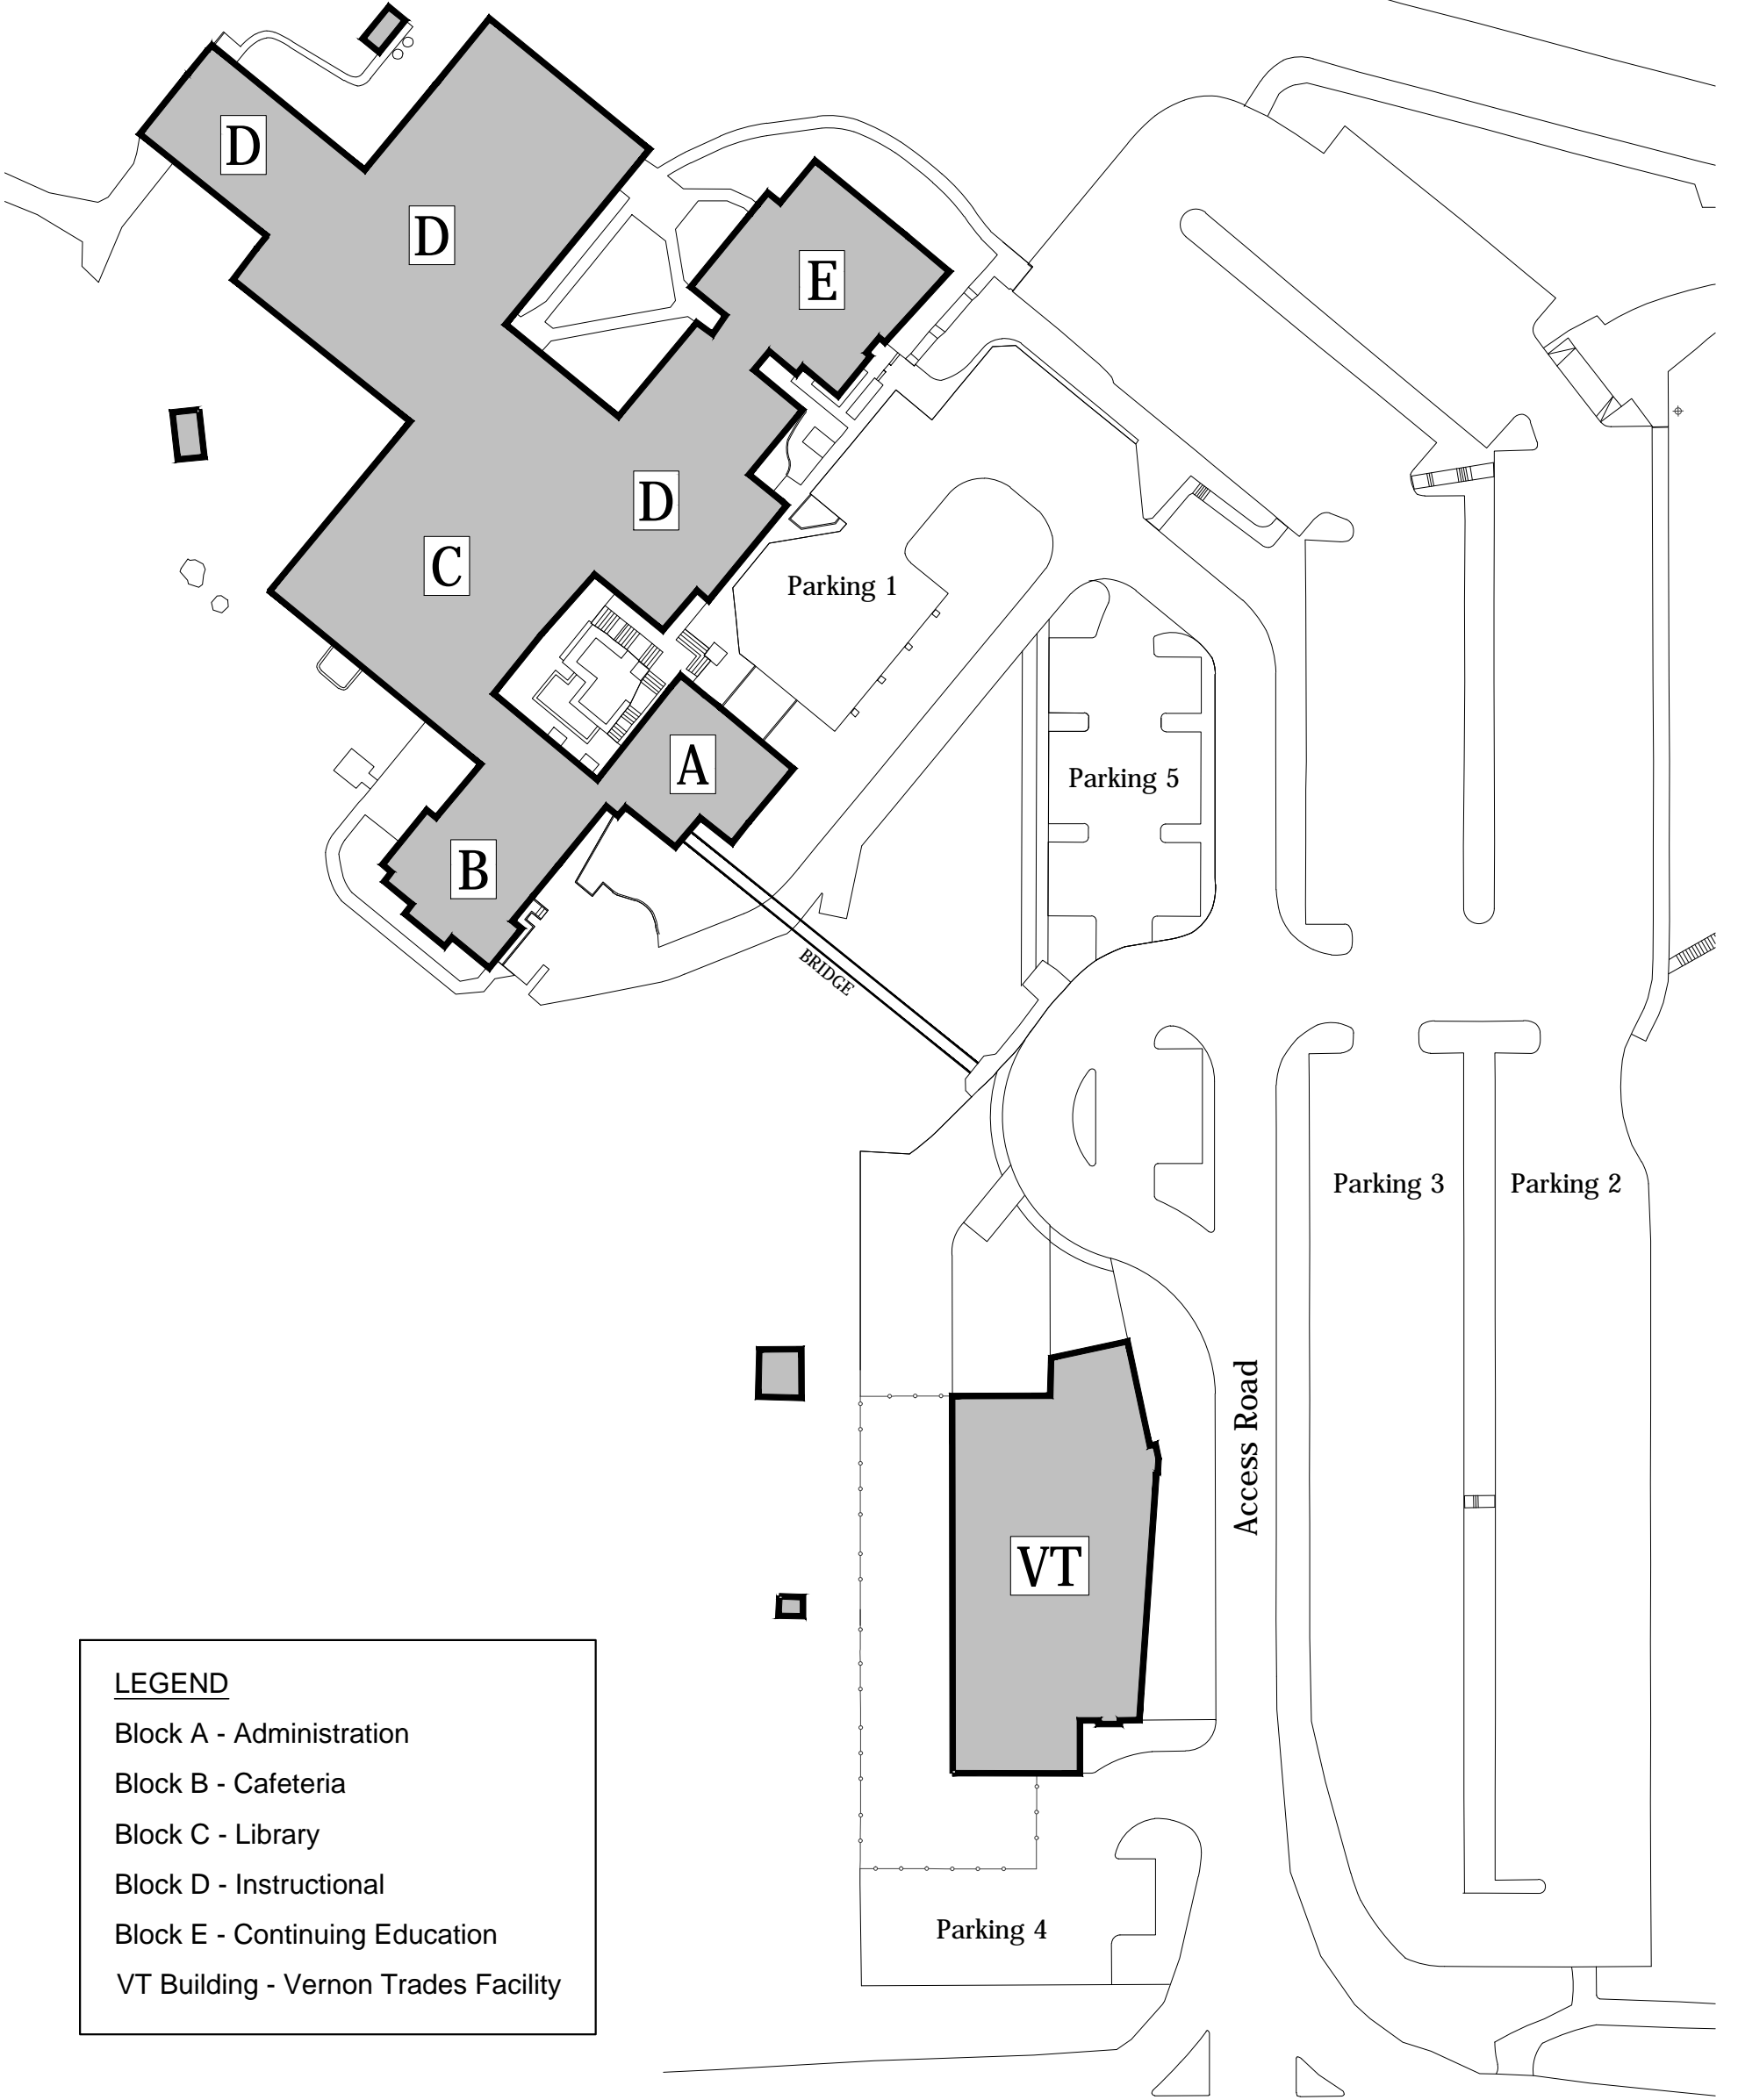 D
D
E
D
C
Parking 1
A
Parking 5
B
BRIDGE
Parking 3
Parking 2
Access Road
VT
LEGEND
Block A - Administration
Block B - Cafeteria
Block C - Library
Block D - Instructional
Block E - Continuing Education
VT Building - Vernon Trades Facility
Parking 4